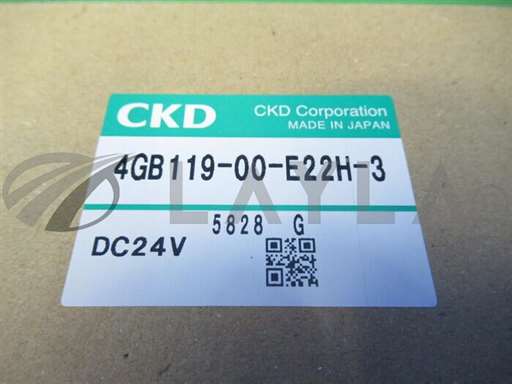 CKD
CKD Corporation
MADE IN JAPAN
4GB119-00-E22H-3
5828 G
DC24V